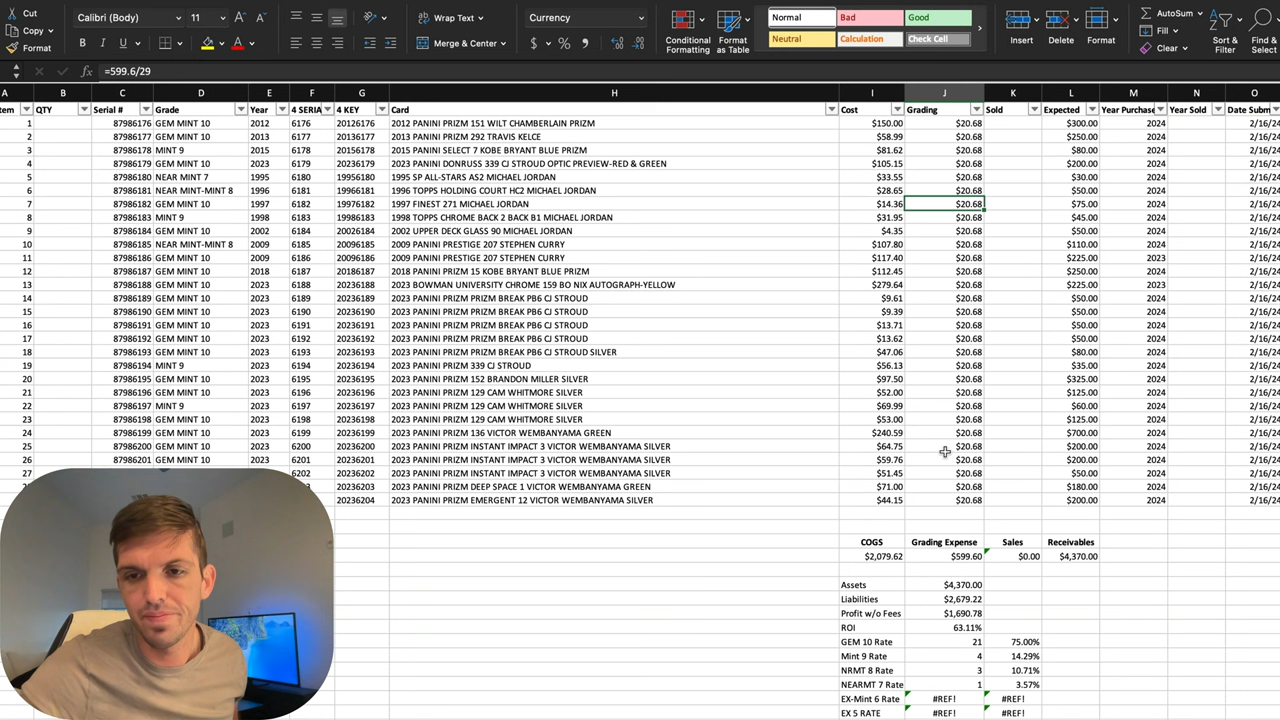 Cut Calibri (Body) 11 Wrap Text Currency Normal Bad Good AutoSum
Copy Conditional Formatting Format as Table Insert Delete Format Fill Sort & Filter Find & Select
Format Merge & Center Neutral Calculation Check Cell Clear
fx =599.6/29
A B C D E F G H I J K L M N O
tem QTY Serial # Grade Year 4 SERIA 4 KEY Card Cost Grading Sold Expected Year Purchase Year Sold Date Subm
1 87986176 GEM MINT 10 2012 6176 20126176 2012 PANINI PRIZM 151 WILT CHAMBERLAIN PRIZM $150.00 $20.68 $300.00 2024 2/16/24
2 87986177 GEM MINT 10 2013 6177 20136177 2013 PANINI PRIZM 292 TRAVIS KELCE $58.99 $20.68 $250.00 2024 2/16/24
3 87986178 MINT 9 2015 6178 20156178 2015 PANINI SELECT 7 KOBE BRYANT BLUE PRIZM $81.62 $20.68 $80.00 2024 2/16/24
4 87986179 GEM MINT 10 2023 6179 20236179 2023 PANINI DONRUSS 339 CJ STROUD OPTIC PREVIEW-RED & GREEN $105.15 $20.68 $200.00 2024 2/16/24
5 87986180 NEAR MINT 7 1995 6180 19956180 1995 SP ALL-STARS AS2 MICHAEL JORDAN $33.55 $20.68 $30.00 2024 2/16/24
6 87986181 NEAR MINT-MINT 8 1996 6181 19966181 1996 TOPPS HOLDING COURT HC2 MICHAEL JORDAN $28.65 $20.68 $50.00 2024 2/16/24
7 87986182 GEM MINT 10 1997 6182 19976182 1997 FINEST 271 MICHAEL JORDAN $14.36 $20.68 $75.00 2024 2/16/24
8 87986183 MINT 9 1998 6183 19986183 1998 TOPPS CHROME BACK 2 BACK B1 MICHAEL JORDAN $31.95 $20.68 $45.00 2024 2/16/24
9 87986184 GEM MINT 10 2002 6184 20026184 2002 UPPER DECK GLASS 90 MICHAEL JORDAN $4.35 $20.68 $50.00 2024 2/16/24
10 87986185 NEAR MINT-MINT 8 2009 6185 20096185 2009 PANINI PRESTIGE 207 STEPHEN CURRY $107.80 $20.68 $110.00 2024 2/16/24
11 87986186 GEM MINT 10 2009 6186 20096186 2009 PANINI PRESTIGE 207 STEPHEN CURRY $117.40 $20.68 $225.00 2023 2/16/24
12 87986187 GEM MINT 10 2018 6187 20186187 2018 PANINI PRIZM 15 KOBE BRYANT BLUE PRIZM $112.45 $20.68 $250.00 2024 2/16/24
13 87986188 GEM MINT 10 2023 6188 20236188 2023 BOWMAN UNIVERSITY CHROME 159 BO NIX AUTOGRAPH-YELLOW $279.64 $20.68 $225.00 2023 2/16/24
14 87986189 GEM MINT 10 2023 6189 20236189 2023 PANINI PRIZM PRIZM BREAK PB6 CJ STROUD $9.61 $20.68 $50.00 2024 2/16/24
15 87986190 GEM MINT 10 2023 6190 20236190 2023 PANINI PRIZM PRIZM BREAK PB6 CJ STROUD $9.39 $20.68 $50.00 2024 2/16/24
16 87986191 GEM MINT 10 2023 6191 20236191 2023 PANINI PRIZM PRIZM BREAK PB6 CJ STROUD $13.71 $20.68 $50.00 2024 2/16/24
17 87986192 GEM MINT 10 2023 6192 20236192 2023 PANINI PRIZM PRIZM BREAK PB6 CJ STROUD $13.62 $20.68 $50.00 2024 2/16/24
18 87986193 GEM MINT 10 2023 6193 20236193 2023 PANINI PRIZM PRIZM BREAK PB6 CJ STROUD SILVER $47.06 $20.68 $80.00 2024 2/16/24
19 87986194 MINT 9 2023 6194 20236194 2023 PANINI PRIZM 339 CJ STROUD $56.13 $20.68 $35.00 2024 2/16/24
20 87986195 GEM MINT 10 2023 6195 20236195 2023 PANINI PRIZM 152 BRANDON MILLER SILVER $97.50 $20.68 $325.00 2024 2/16/24
21 87986196 GEM MINT 10 2023 6196 20236196 2023 PANINI PRIZM 129 CAM WHITMORE SILVER $52.00 $20.68 $125.00 2024 2/16/24
22 87986197 MINT 9 2023 6197 20236197 2023 PANINI PRIZM 129 CAM WHITMORE SILVER $69.99 $20.68 $60.00 2024 2/16/24
23 87986198 GEM MINT 10 2023 6198 20236198 2023 PANINI PRIZM 129 CAM WHITMORE SILVER $53.00 $20.68 $125.00 2024 2/16/24
24 87986199 GEM MINT 10 2023 6199 20236199 2023 PANINI PRIZM 136 VICTOR WEMBANYAMA GREEN $240.59 $20.68 $700.00 2024 2/16/24
25 87986200 GEM MINT 10 2023 6200 20236200 2023 PANINI PRIZM INSTANT IMPACT 3 VICTOR WEMBANYAMA SILVER $64.75 $20.68 $200.00 2024 2/16/24
26 87986201 GEM MINT 10 2023 6201 20236201 2023 PANINI PRIZM INSTANT IMPACT 3 VICTOR WEMBANYAMA SILVER $59.76 $20.68 $200.00 2024 2/16/24
27 6202 20236202 2023 PANINI PRIZM INSTANT IMPACT 3 VICTOR WEMBANYAMA SILVER $51.45 $20.68 $50.00 2024 2/16/24
20236203 2023 PANINI PRIZM DEEP SPACE 1 VICTOR WEMBANYAMA GREEN $71.00 $20.68 $180.00 2024 2/16/24
20236204 2023 PANINI PRIZM EMERGENT 12 VICTOR WEMBANYAMA SILVER $44.15 $20.68 $200.00 2024 2/16/24
COGS Grading Expense Sales Receivables
$2,079.62 $599.60 $0.00 $4,370.00
Assets $4,370.00
Liabilities $2,679.22
Profit w/o Fees $1,690.78
ROI 63.11%
GEM 10 Rate 21 75.00%
Mint 9 Rate 4 14.29%
NRMT 8 Rate 3 10.71%
NEARMT 7 Rate 1 3.57%
EX-Mint 6 Rate #REF! #REF!
EX 5 RATE #REF! #REF!